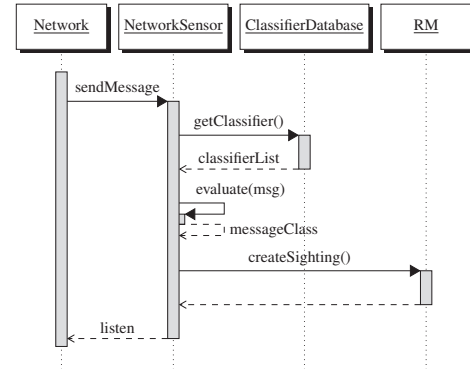 Network
NetworkSensor
ClassifierDatabase
RM
sendMessage
getClassifier()
classifierList
evaluate(msg)
messageClass
createSighting()
listen